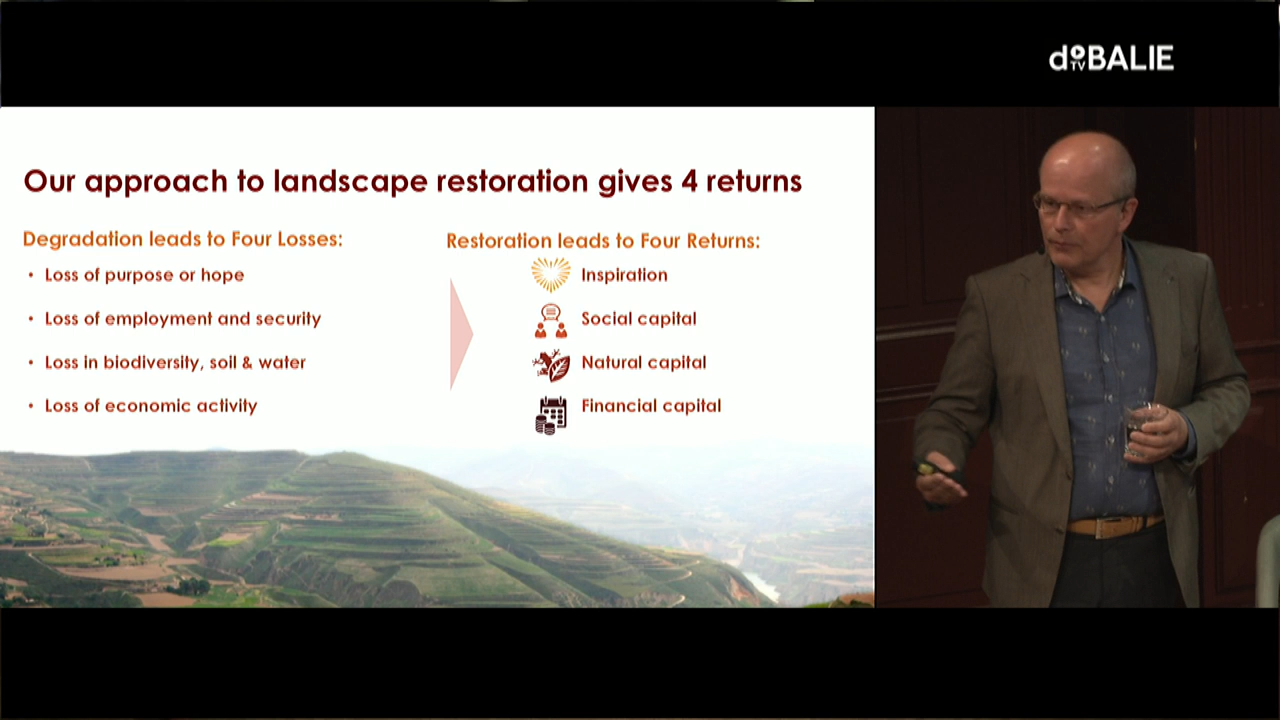 doBALIE
TV
Our approach to landscape restoration gives 4 returns
Degradation leads to Four Losses:
• Loss of purpose or hope
• Loss of employment and security
• Loss in biodiversity, soil & water
• Loss of economic activity
Restoration leads to Four Returns:
Inspiration
Social capital
Natural capital
Financial capital